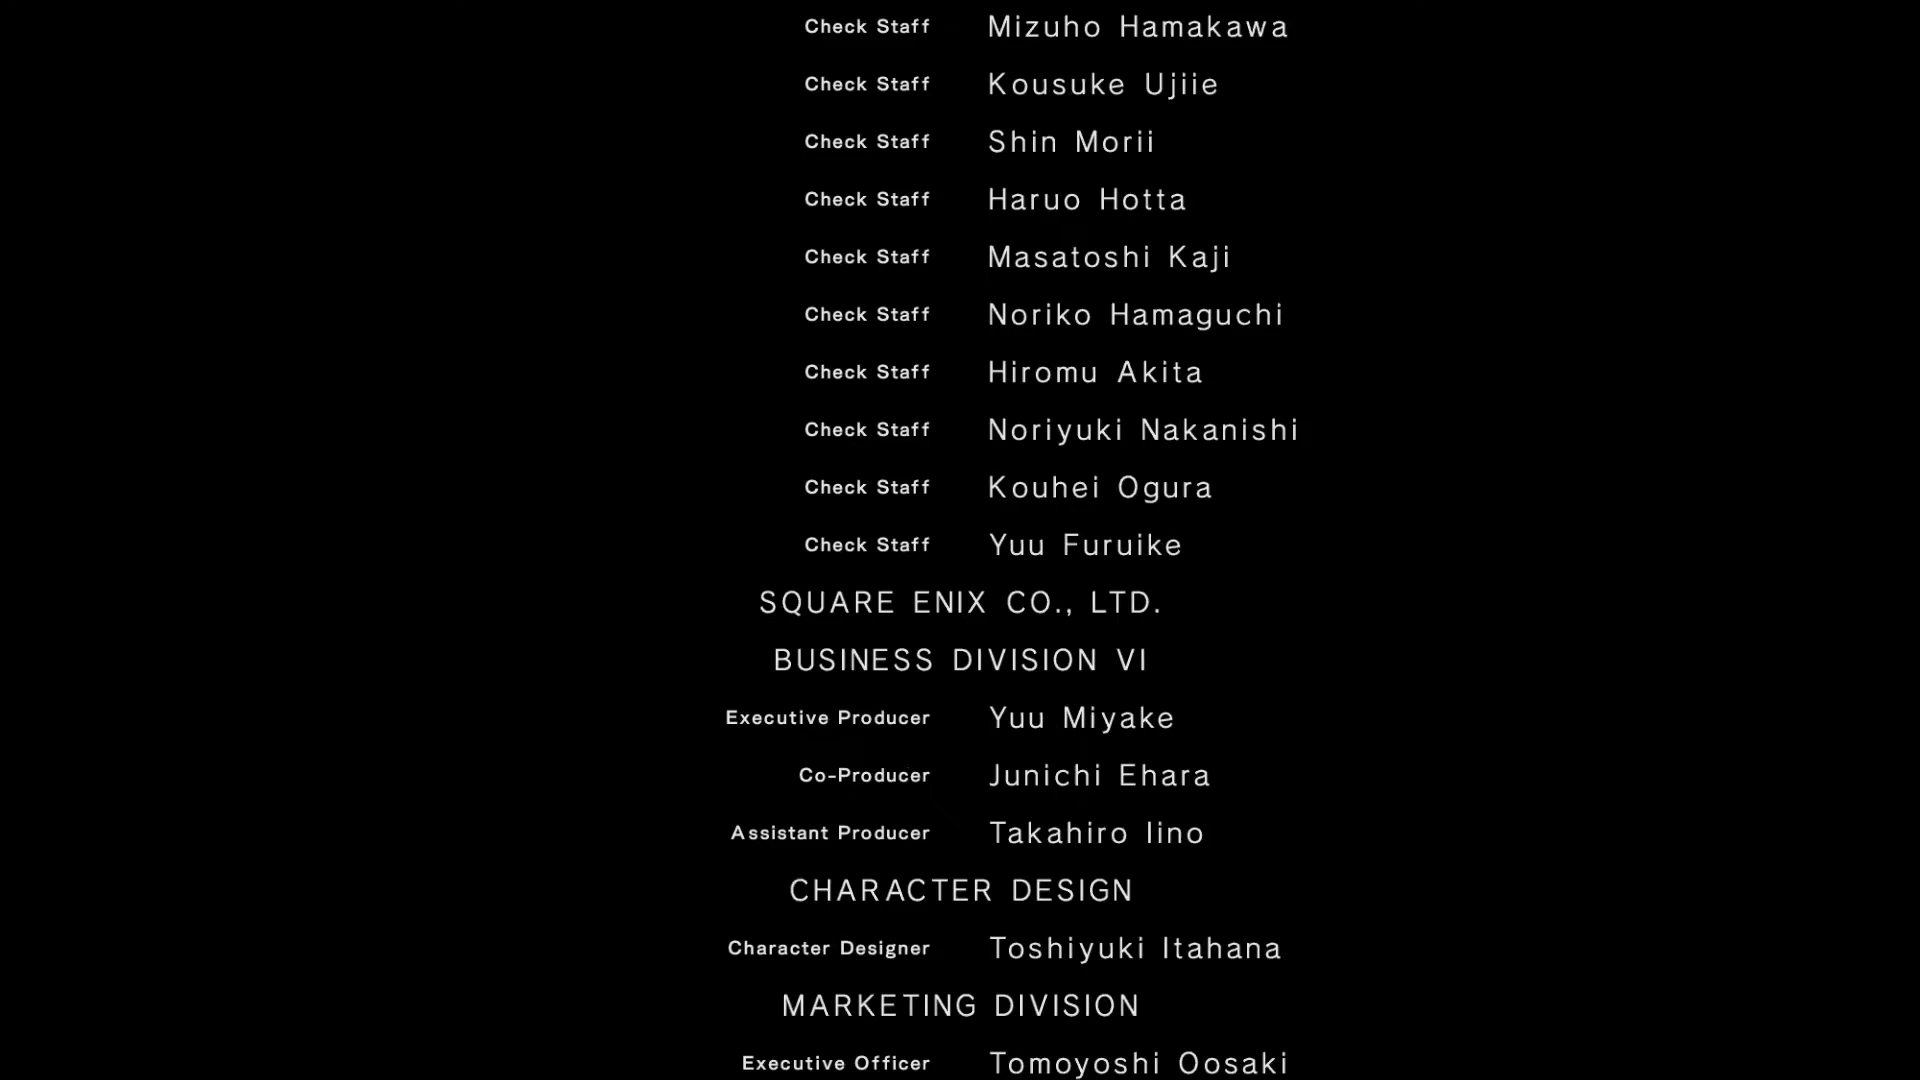 Check Staff Mizuho Hamakawa
Check Staff Kousuke Ujiie
Check Staff Shin Morii
Check Staff Haruo Hotta
Check Staff Masatoshi Kaji
Check Staff Noriko Hamaguchi
Check Staff Hiromu Akita
Check Staff Noriyuki Nakanishi
Check Staff Kouhei Ogura
Check Staff Yuu Furuike
SQUARE ENIX CO., LTD.
BUSINESS DIVISION VI
Executive Producer Yuu Miyake
Co-Producer Junichi Ehara
Assistant Producer Takahiro Iino
CHARACTER DESIGN
Character Designer Toshiyuki Itahana
MARKETING DIVISION
Executive Officer Tomoyoshi Oosaki